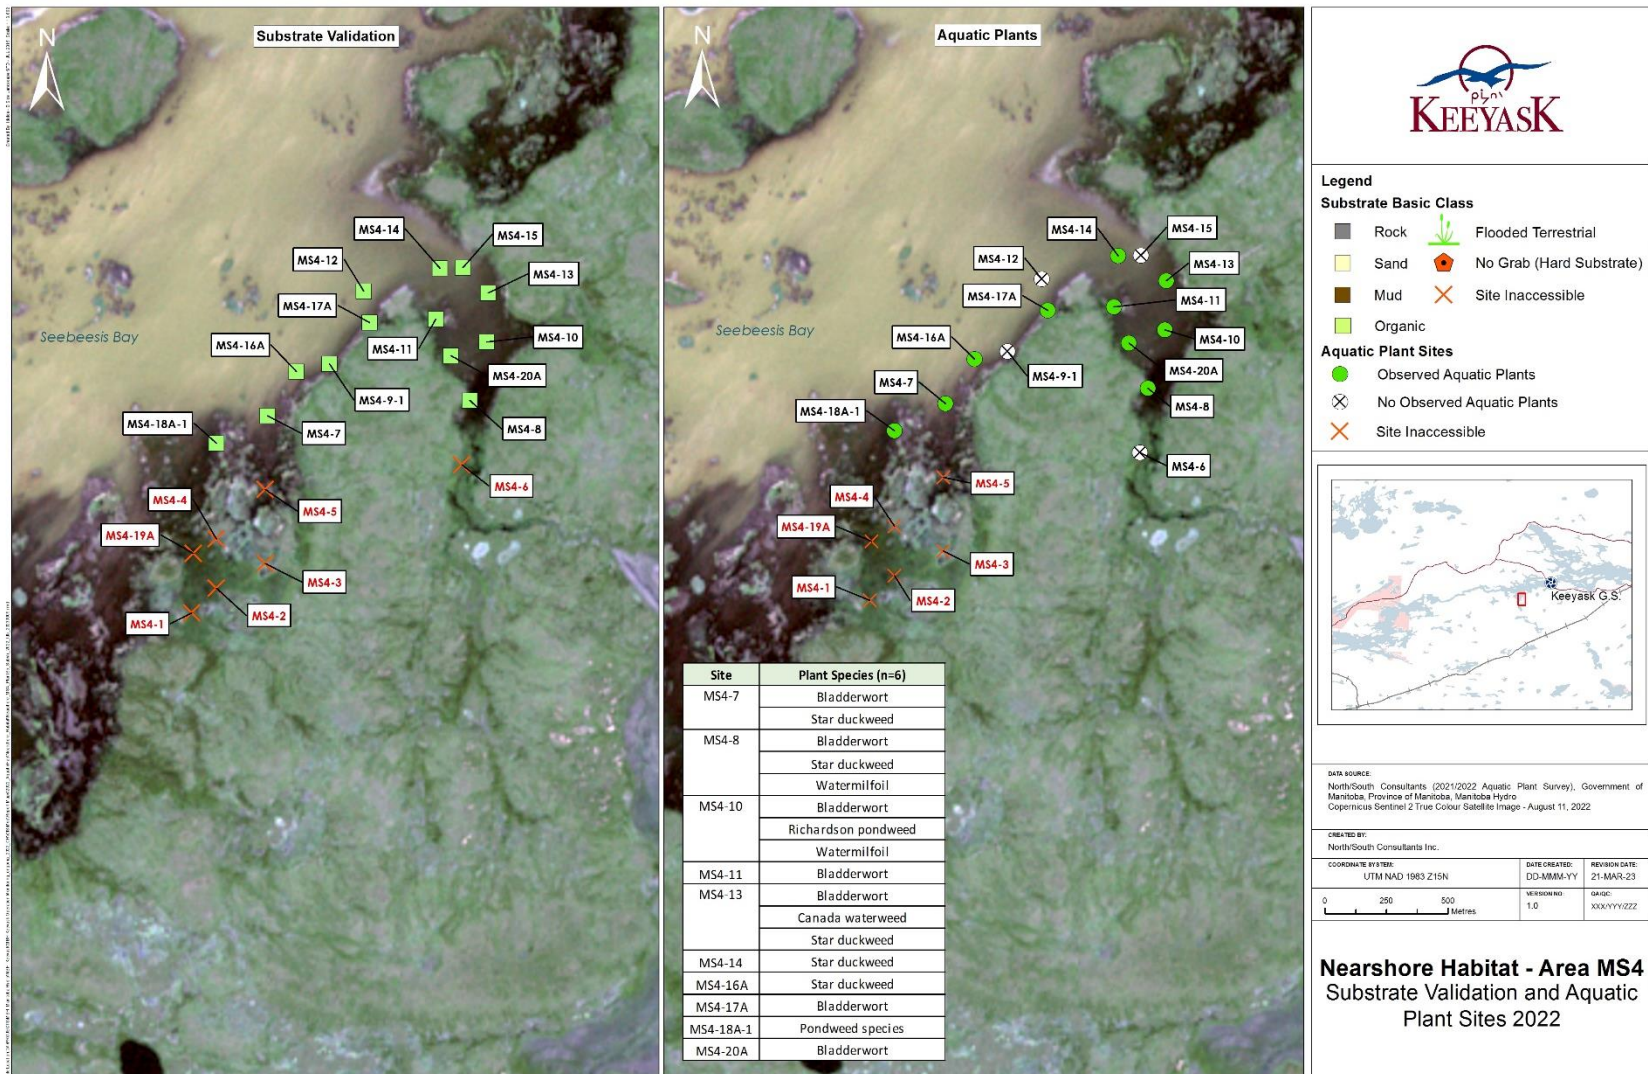 Substrate Validation
N
MS4-14
MS4-15
MS4-12
MS4-13
MS4-17A
Seebeesis Bay
MS4-16A
MS4-11
MS4-10
MS4-20A
MS4-9-1
MS4-18A-1
MS4-7
MS4-8
MS4-6
MS4-4
MS4-5
MS4-19A
MS4-3
MS4-2
MS4-1
Aquatic Plants
N
MS4-14
MS4-15
MS4-12
MS4-13
MS4-17A
MS4-11
Seebeesis Bay
MS4-16A
MS4-10
MS4-9-1
MS4-20A
MS4-7
MS4-8
MS4-18A-1
MS4-6
MS4-5
MS4-4
MS4-19A
MS4-3
MS4-1
MS4-2
Site Plant Species (n=6)
MS4-7 Bladderwort
Star duckweed
MS4-8 Bladderwort
Star duckweed
Watermilfoil
MS4-10 Bladderwort
Richardson pondweed
Watermilfoil
MS4-11 Bladderwort
MS4-13 Bladderwort
Canada waterweed
Star duckweed
MS4-14 Star duckweed
MS4-16A Star duckweed
MS4-17A Bladderwort
MS4-18A-1 Pondweed species
MS4-20A Bladderwort
KEEYASK
Legend
Substrate Basic Class
Rock Flooded Terrestrial
Sand No Grab (Hard Substrate)
Mud Site Inaccessible
Organic
Aquatic Plant Sites
Observed Aquatic Plants
No Observed Aquatic Plants
Site Inaccessible
Keeyask G.S.
DATA SOURCE:
North/South Consultants (2021/2022 Aquatic Plant Survey), Government of
Manitoba, Province of Manitoba, Manitoba Hydro
Copernicus Sentinel 2 True Colour Satellite Image - August 11, 2022
CREATED BY:
North/South Consultants Inc.
COORDINATE SYSTEM: DATE CREATED: REVISION DATE:
UTM NAD 1983 Z15N DD-MMM-YY 21-MAR-23
VERSION NO: QA/QC:
0 250 500 1.0 XXX/YYY/ZZZ
Metres
Nearshore Habitat - Area MS4
Substrate Validation and Aquatic
Plant Sites 2022